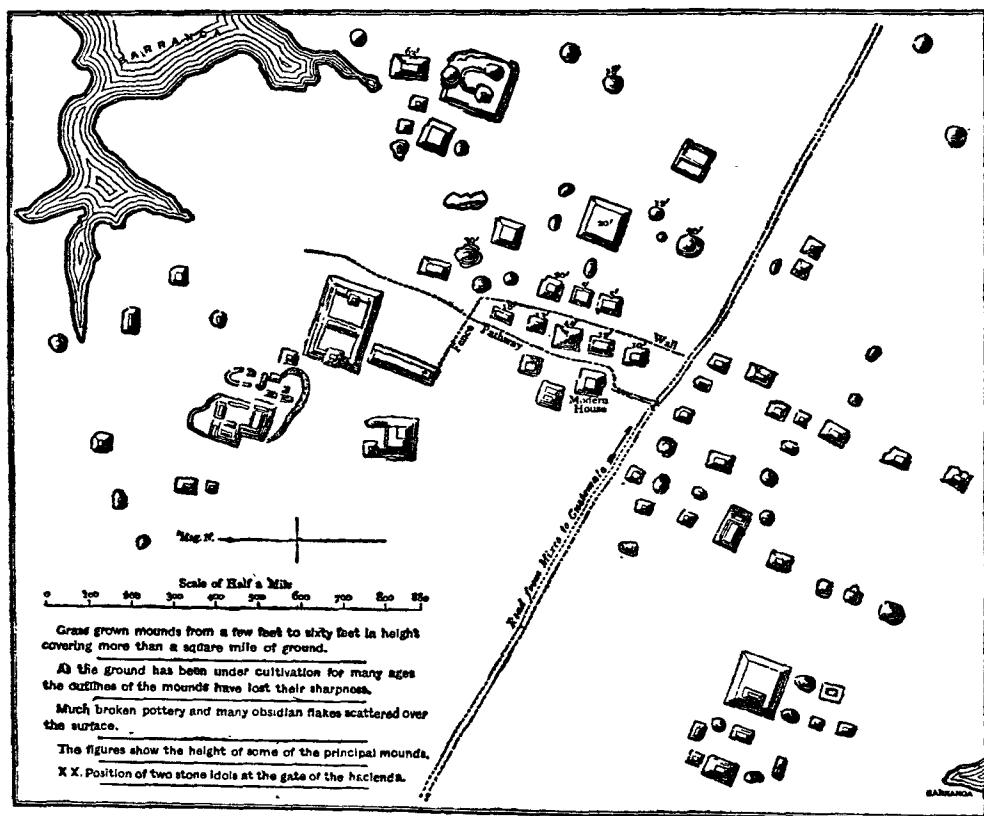 BARRANCA
20'
Wall
Fence
Pathway
Modern
House
Road from Mixco to Guatemala
Mag. N.
Scale of Half a Mile
0 100 200 300 400 500 600 700 800 880
Grass grown mounds from a few feet to sixty feet in height
covering more than a square mile of ground.
As the ground has been under cultivation for many ages
the outlines of the mounds have lost their sharpness.
Much broken pottery and many obsidian flakes scattered over
the surface.
The figures show the height of some of the principal mounds.
X X. Position of two stone idols at the gate of the hacienda.
BARRANCA